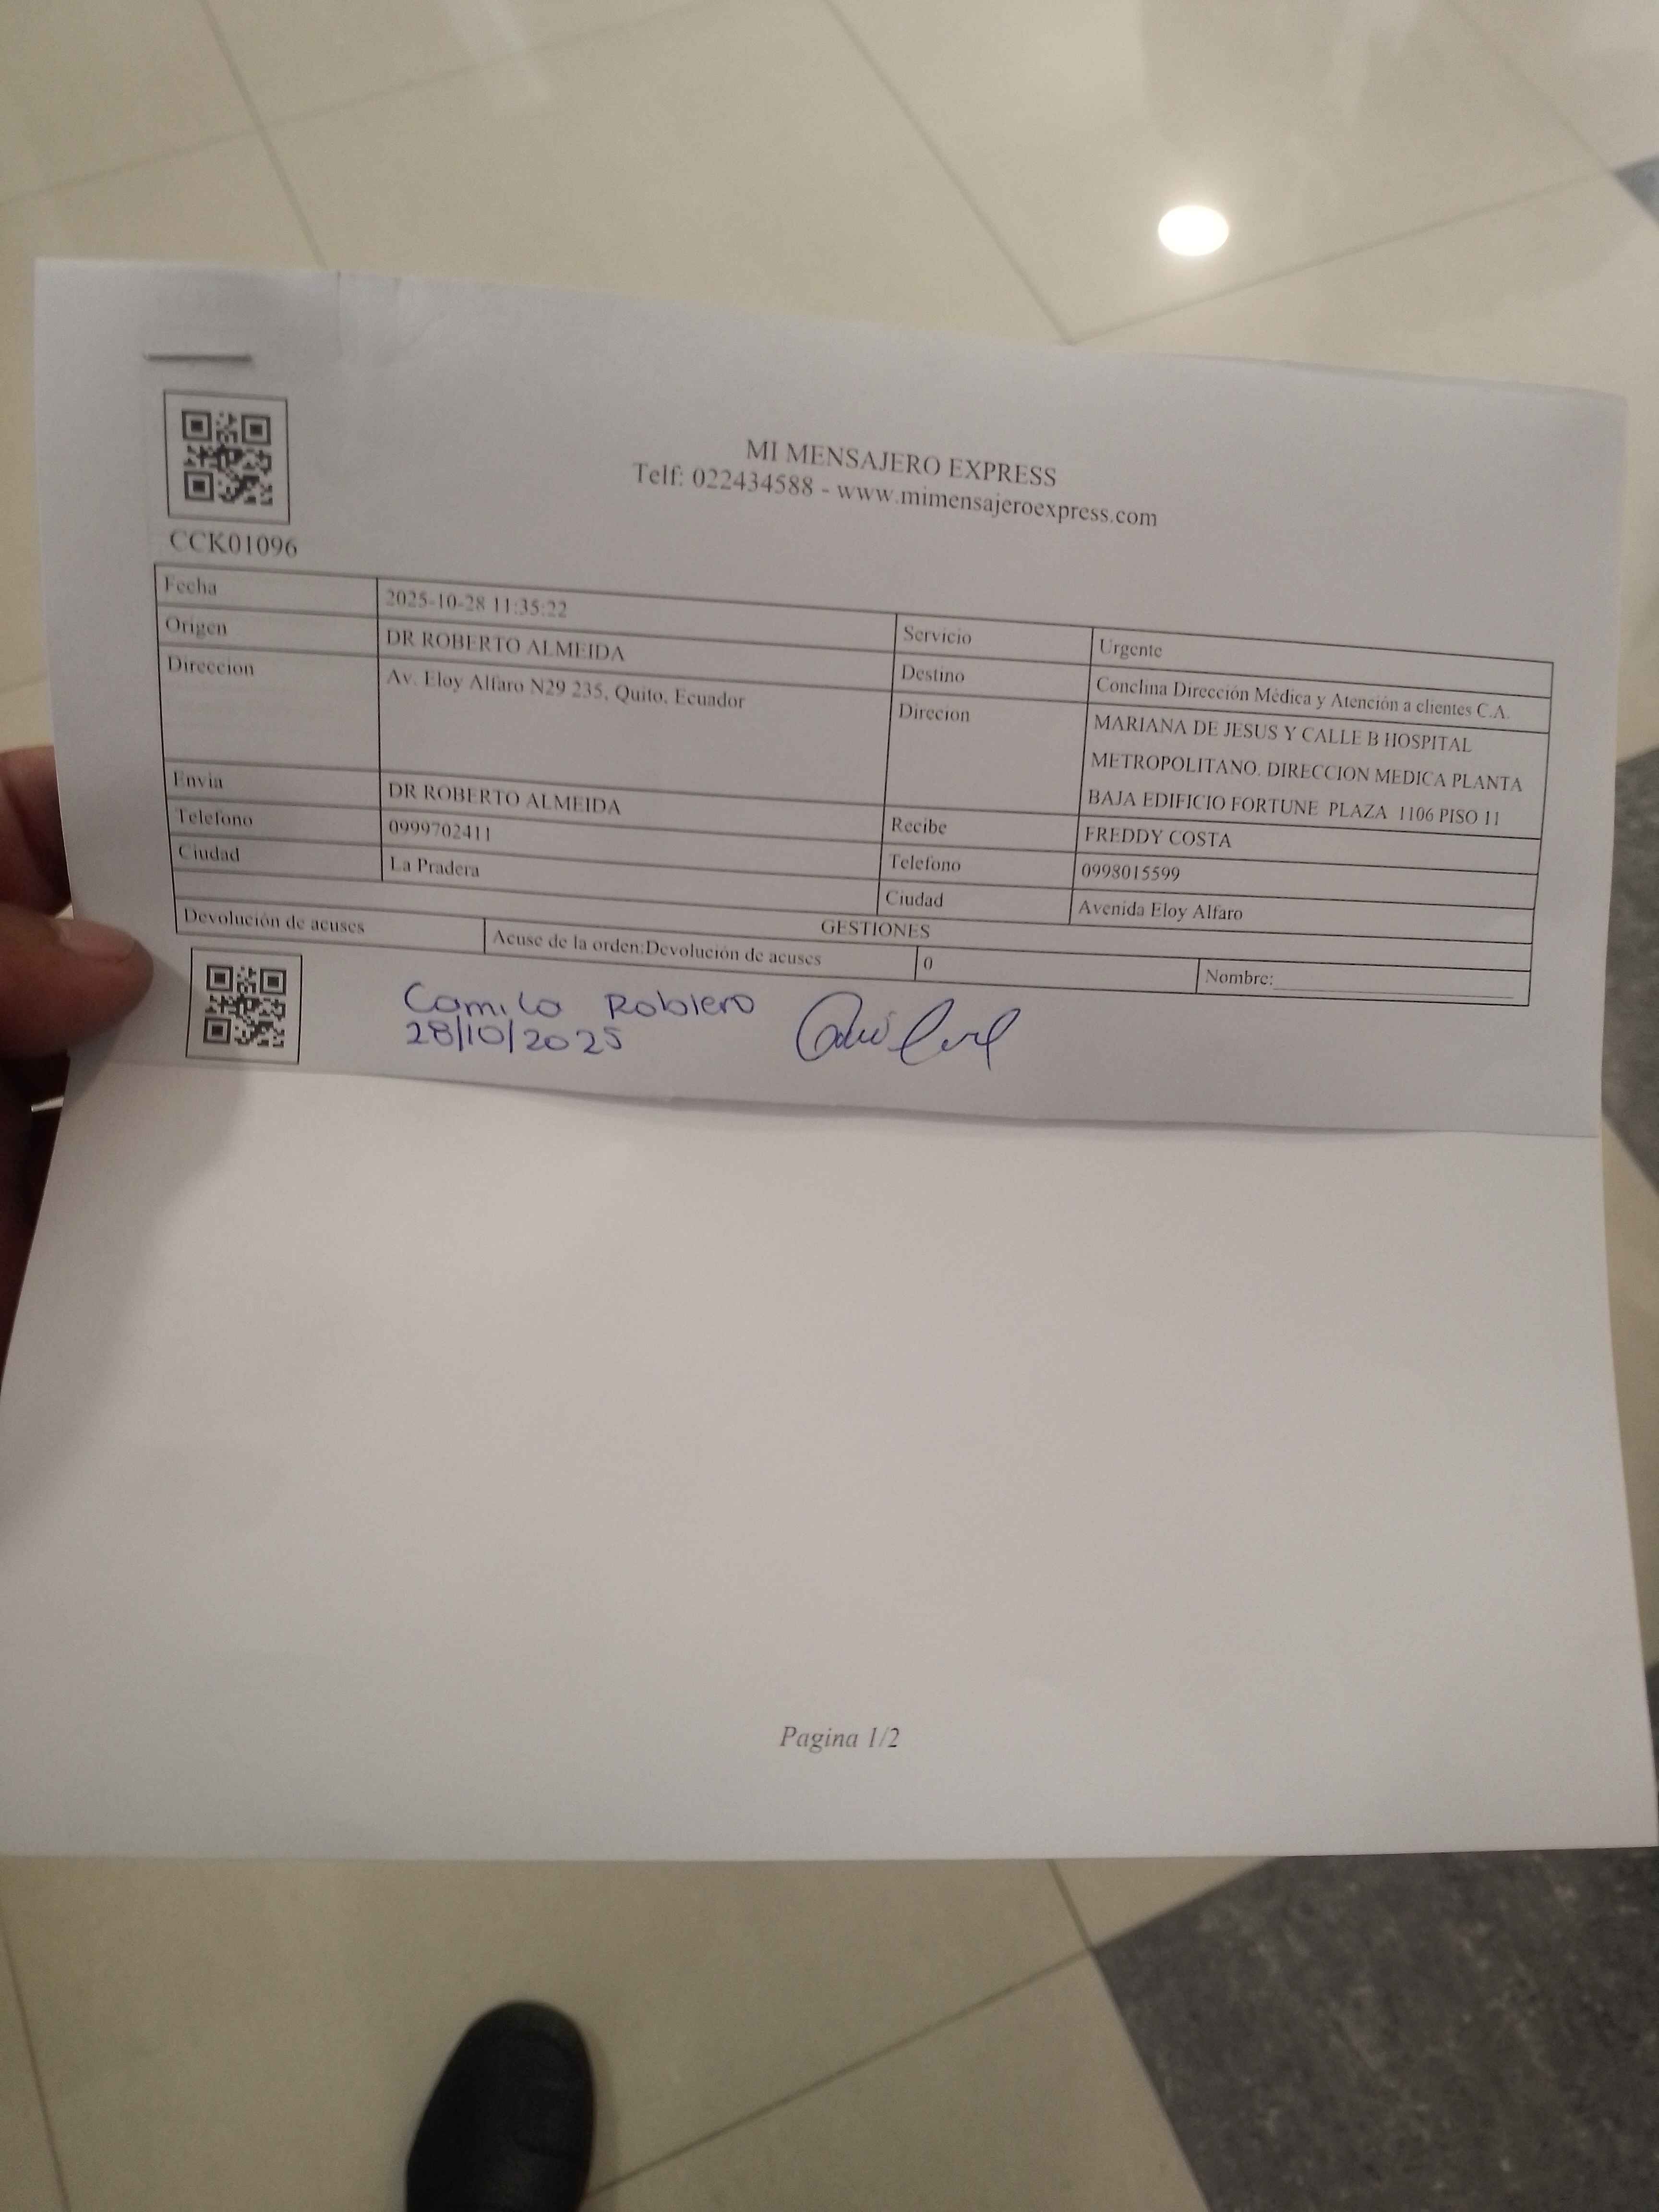 MI MENSAJERO EXPRESS
Telf: 022434588 - www.mimensajeroexpress.com
CCK01096
Fecha 2025-10-28 11:35:22 Servicio Urgente
Origen DR ROBERTO ALMEIDA Destino Conclina Dirección Médica y Atención a clientes C.A.
Direccion Av. Eloy Alfaro N29 235, Quito, Ecuador Direcion MARIANA DE JESUS Y CALLE B HOSPITAL
METROPOLITANO. DIRECCION MEDICA PLANTA
BAJA EDIFICIO FORTUNE PLAZA 1106 PISO 11
Envia DR ROBERTO ALMEIDA Recibe FREDDY COSTA
Telefono 0999702411 Telefono 0998015599
Ciudad La Pradera Ciudad Avenida Eloy Alfaro
GESTIONES
Devolución de acuses Acuse de la orden:Devolución de acuses 0 Nombre:
Camilo Roblero
28/10/2025
Pagina 1/2